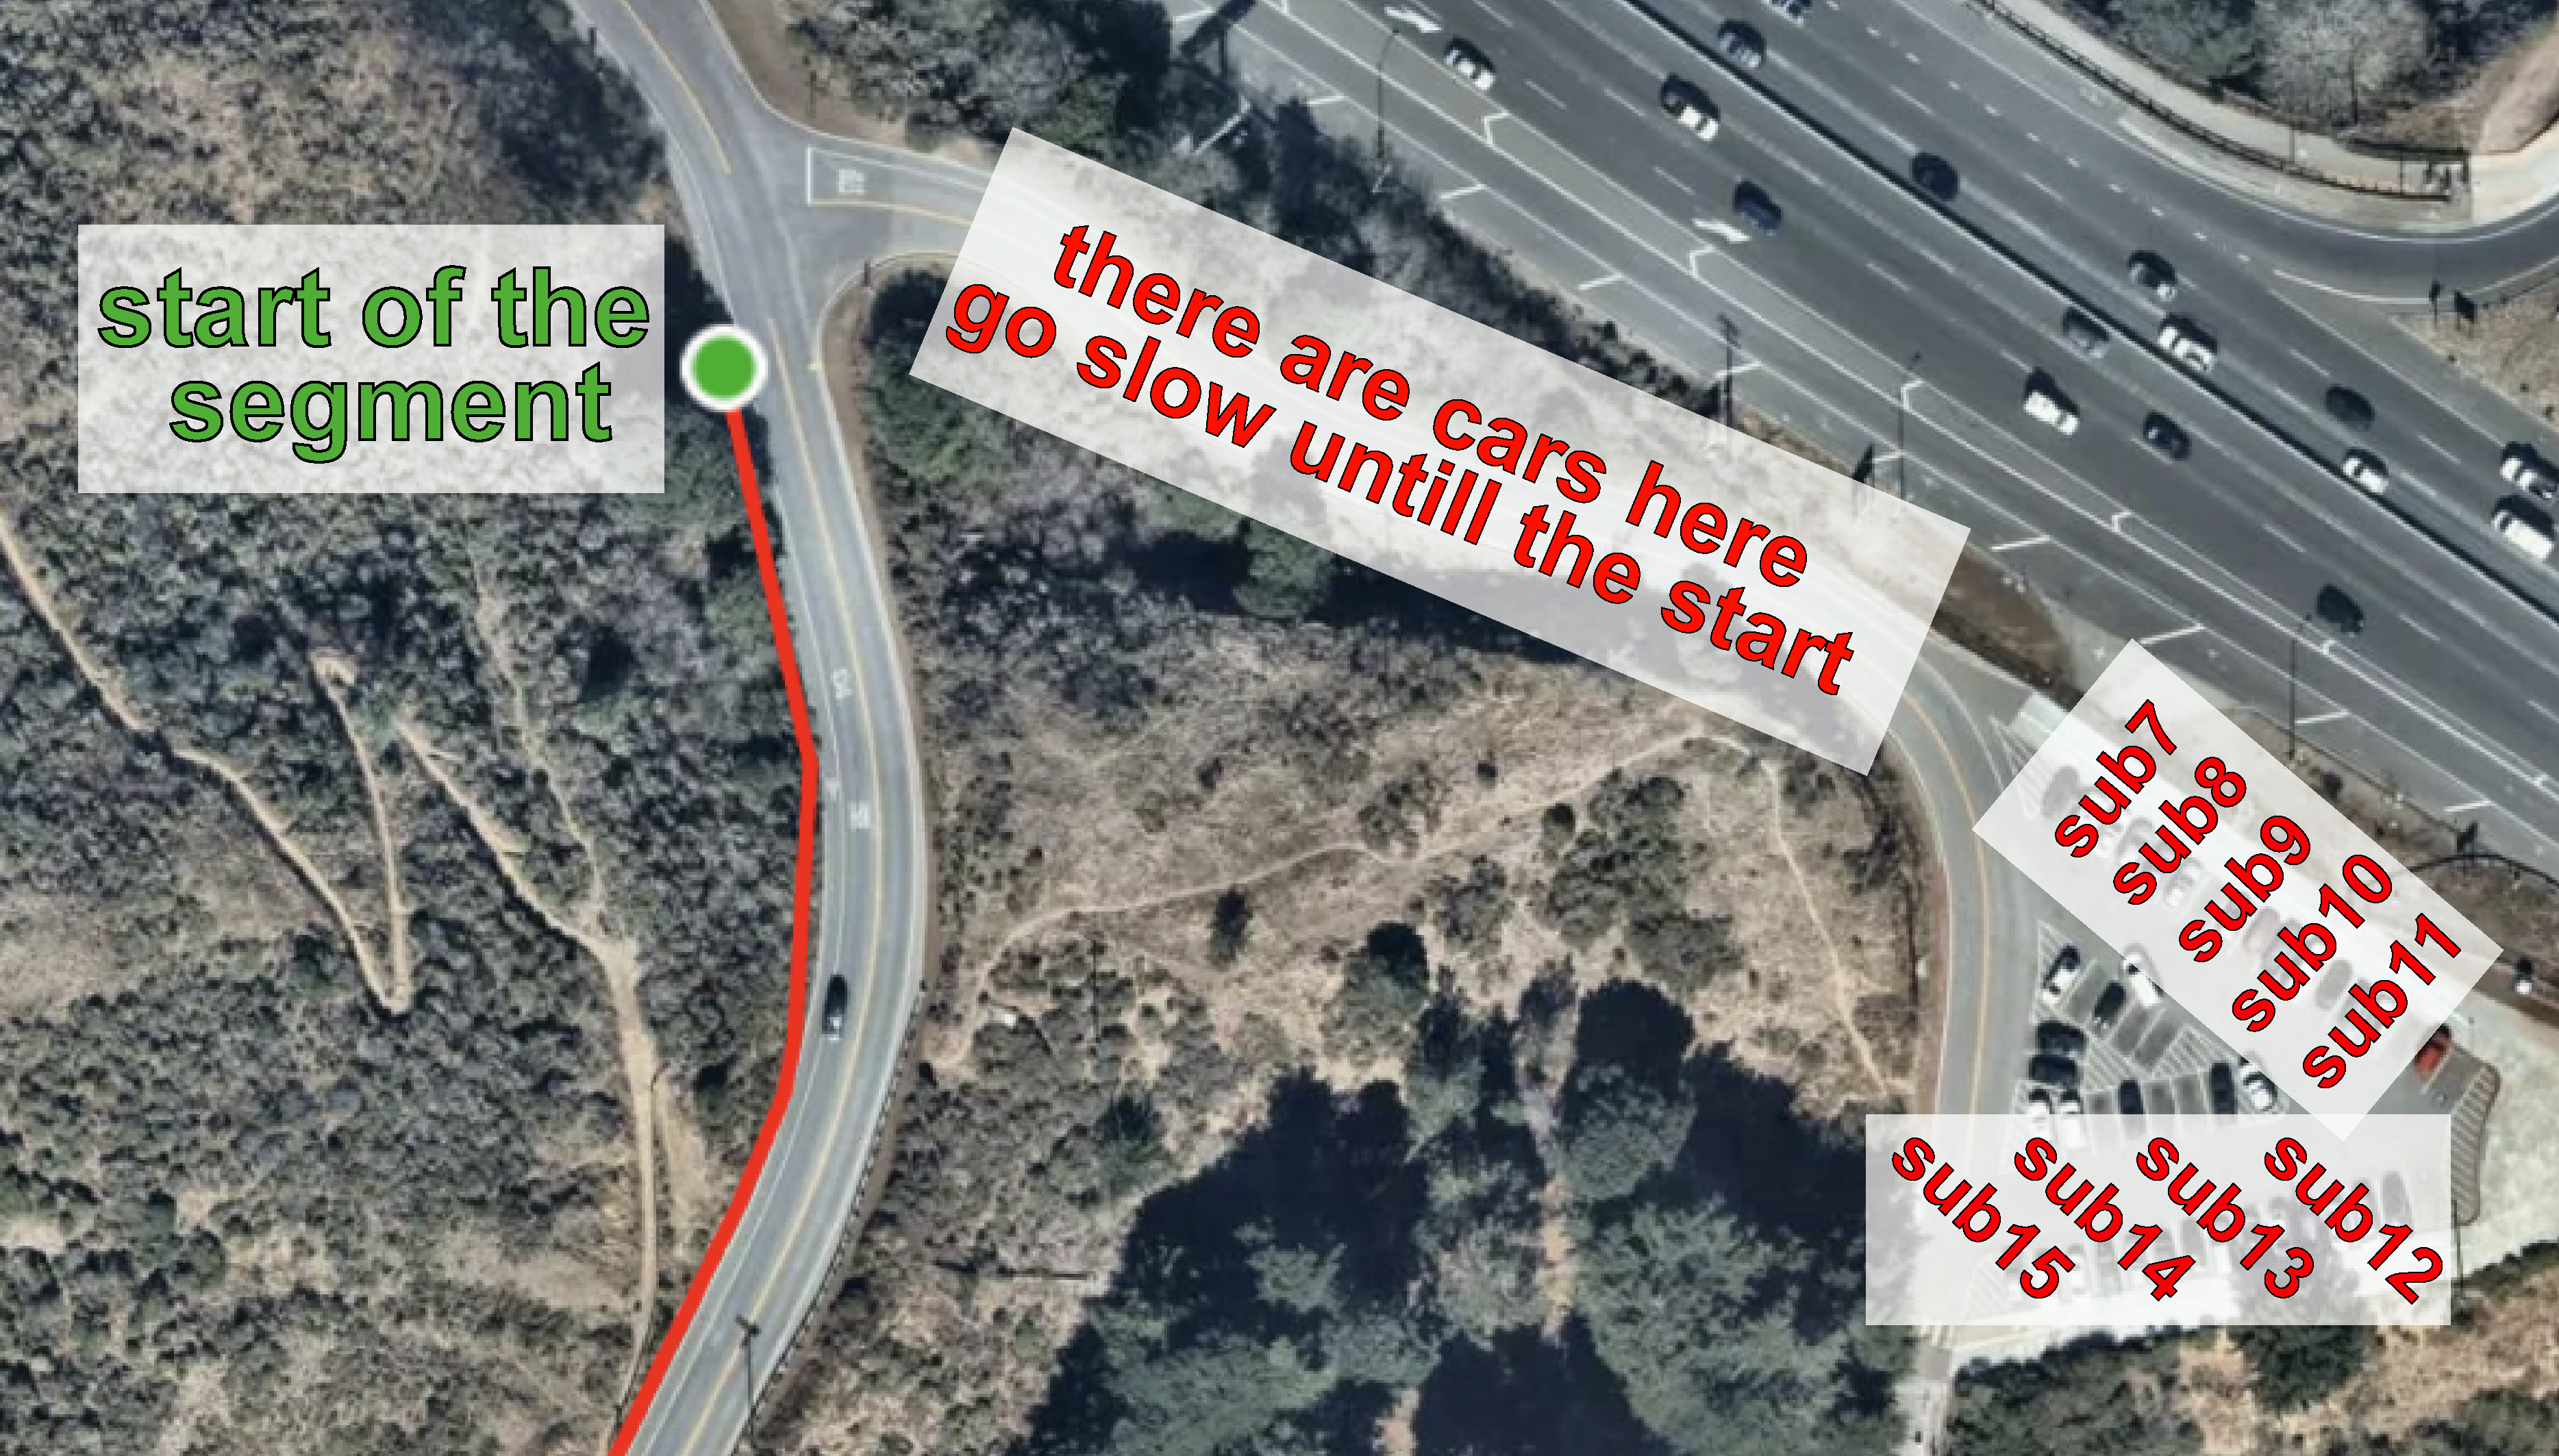 start of the
segment
there are cars here
go slow untill the start
sub7
sub8
sub9
sub10
sub11
sub15
sub14
sub13
sub12